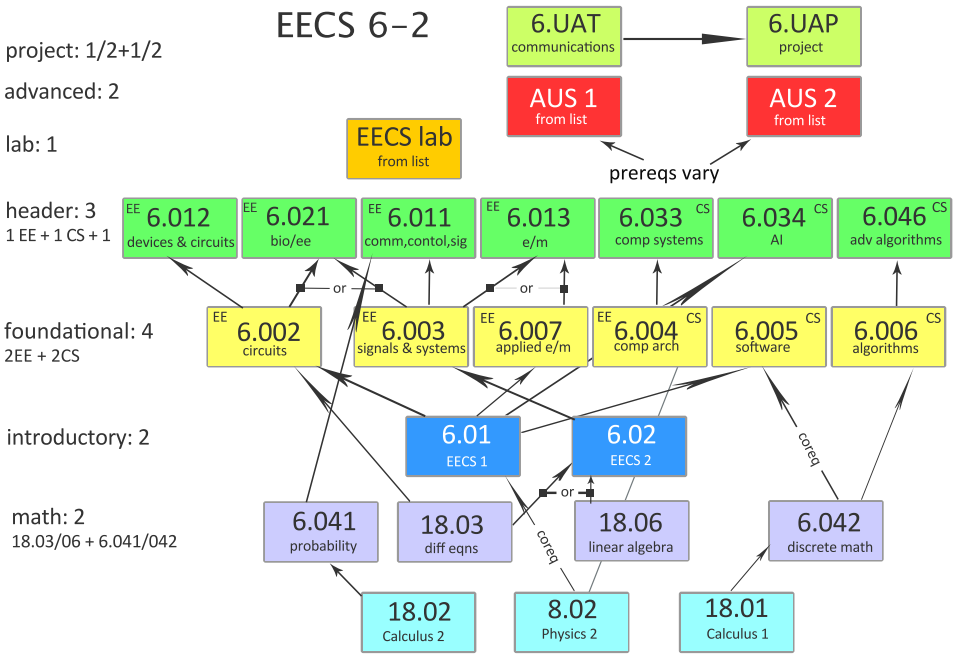 EECS 6-2
project: 1/2+1/2
6.UAT
communications
6.UAP
project
advanced: 2
AUS 1
from list
AUS 2
from list
lab: 1
EECS lab
from list
prereqs vary
header: 3
1 EE + 1 CS + 1
EE
6.012
devices & circuits
EE
6.021
bio/ee
EE
6.011
comm,contol,sig
EE
6.013
e/m
6.033
CS
comp systems
6.034
CS
AI
6.046
CS
adv algorithms
or
or
foundational: 4
2EE + 2CS
EE
6.002
circuits
EE
6.003
signals & systems
EE
6.007
applied e/m
EE
6.004
CS
comp arch
6.005
CS
software
6.006
CS
algorithms
introductory: 2
6.01
EECS 1
6.02
EECS 2
coreq
or
math: 2
18.03/06 + 6.041/042
6.041
probability
18.03
diff eqns
18.06
linear algebra
6.042
discrete math
coreq
18.02
Calculus 2
8.02
Physics 2
18.01
Calculus 1